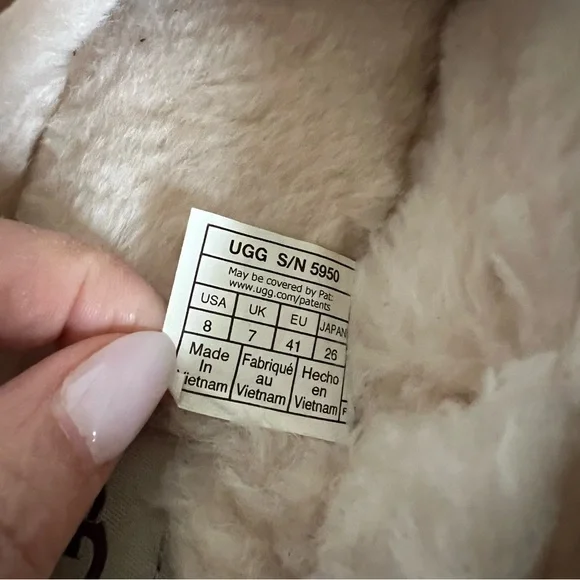 UGG S/N 5950
May be covered by Pat:
www.ugg.com/patents
USA UK EU JAPAN
8 7 41 26
Made Fabriqué Hecho
In au en
Vietnam Vietnam Vietnam F